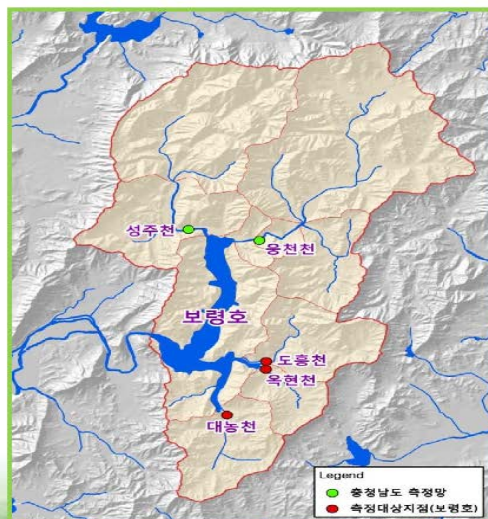 성주천
웅천천
보령호
도흥천
옥현천
대농천
Legend
충청남도 측정망
측정대상지점(보령호)